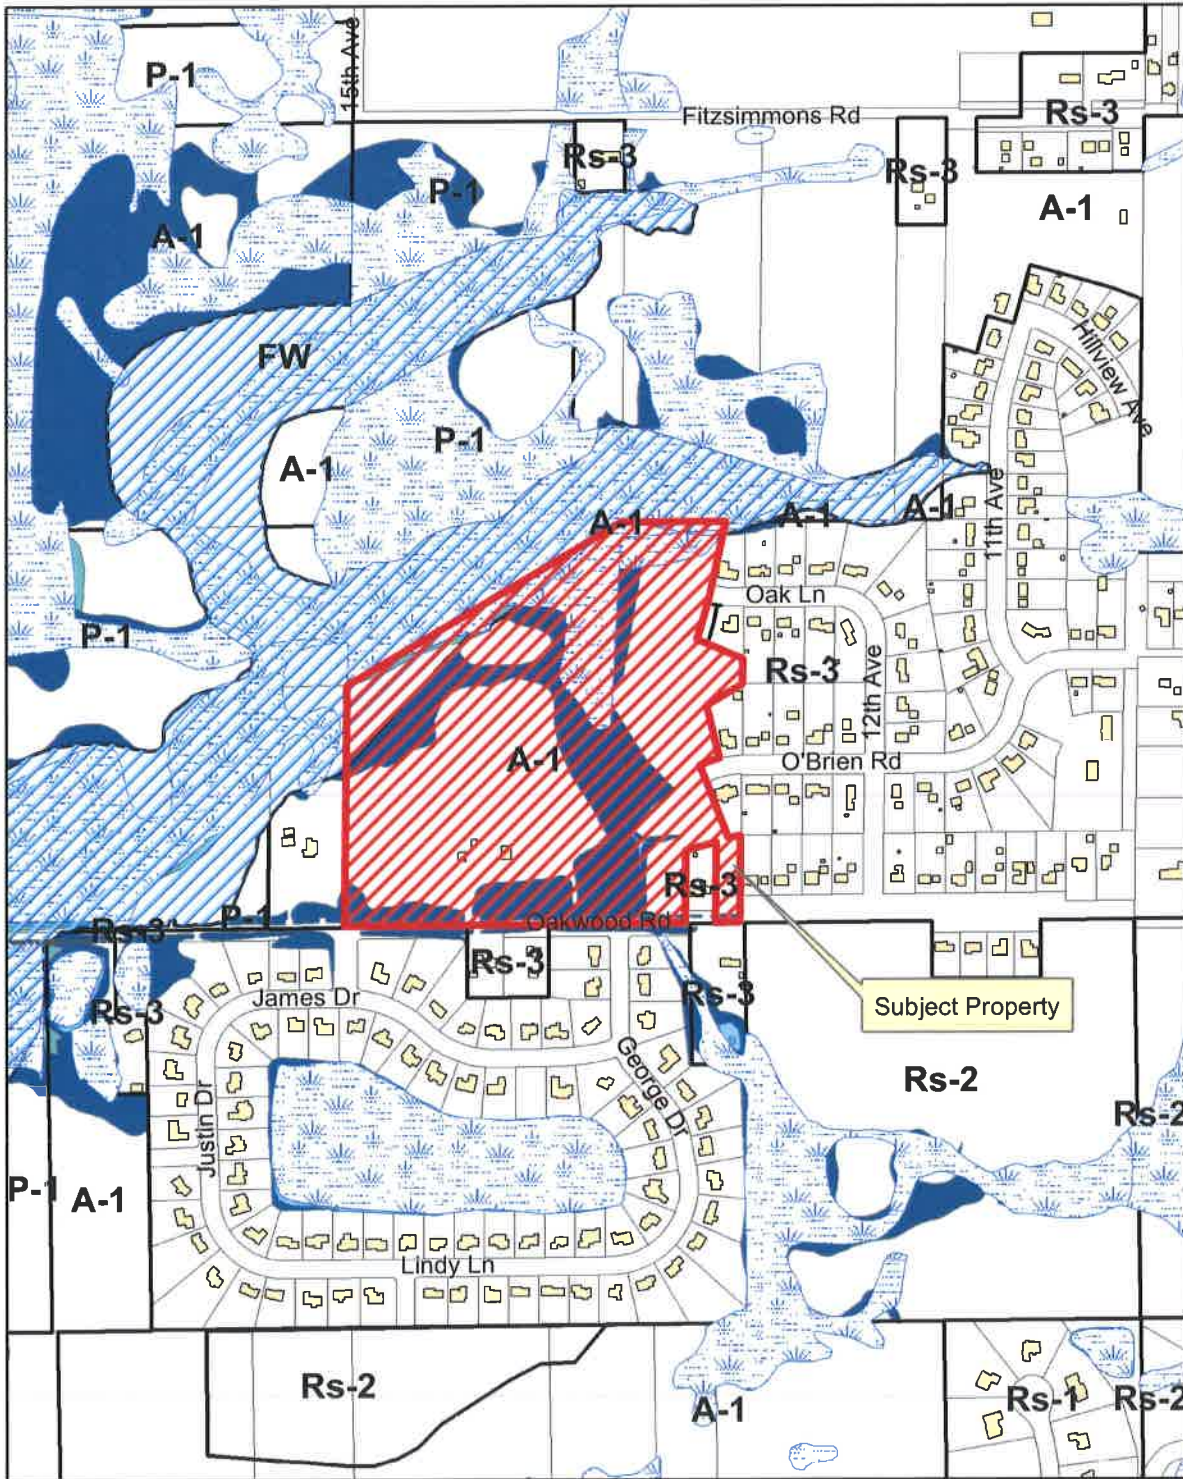 15th Ave
P-1
Fitzsimmons Rd
Rs-3
Rs-3
Rs-3
P-1
A-1
A-1
FW
Hillview Ave
P-1
A-1
A-1
A-1
A-1
11th Ave
Oak Ln
P-1
Rs-3
12th Ave
A-1
O'Brien Rd
Rs-3
P-1
Oakwood Rd
Rs-3
Rs-3
Rs-3
James Dr
Rs-3
Subject Property
George Dr
Rs-2
Rs-2
Justin Dr
P-1
A-1
Lindy Ln
Rs-2
A-1
Rs-1
Rs-2